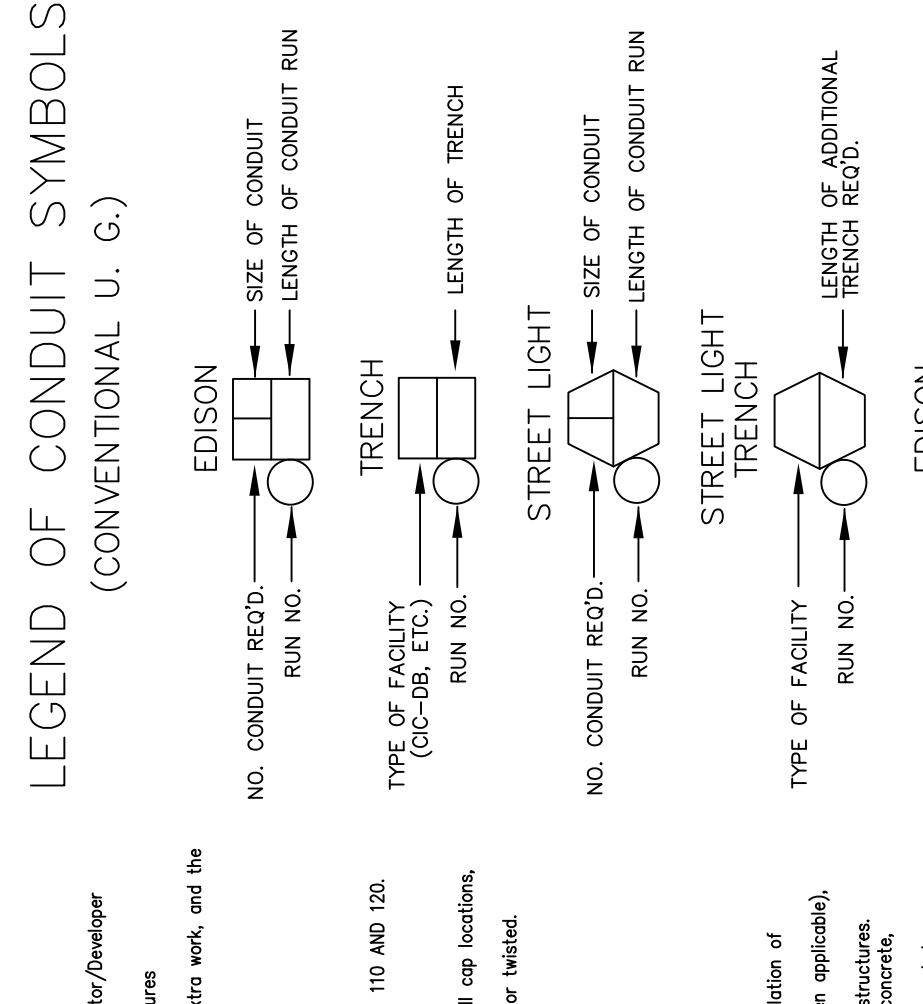 LEGEND OF CONDUIT SYMBOLS
(CONVENTIONAL U. G.)
EDISON
NO. CONDUIT REQ'D.
SIZE OF CONDUIT
RUN NO.
LENGTH OF CONDUIT RUN
TRENCH
TYPE OF FACILITY
(CIC-DB, ETC.)
RUN NO.
LENGTH OF TRENCH
STREET LIGHT
NO. CONDUIT REQ'D.
SIZE OF CONDUIT
RUN NO.
LENGTH OF CONDUIT RUN
STREET LIGHT
TRENCH
TYPE OF FACILITY
RUN NO.
LENGTH OF ADDITIONAL
TRENCH REQ'D.
EDISON
tor/Developer
ures
xtra work, and the
110 AND 120.
ll cap locations,
or twisted.
lation of
en applicable),
structures.
concrete,